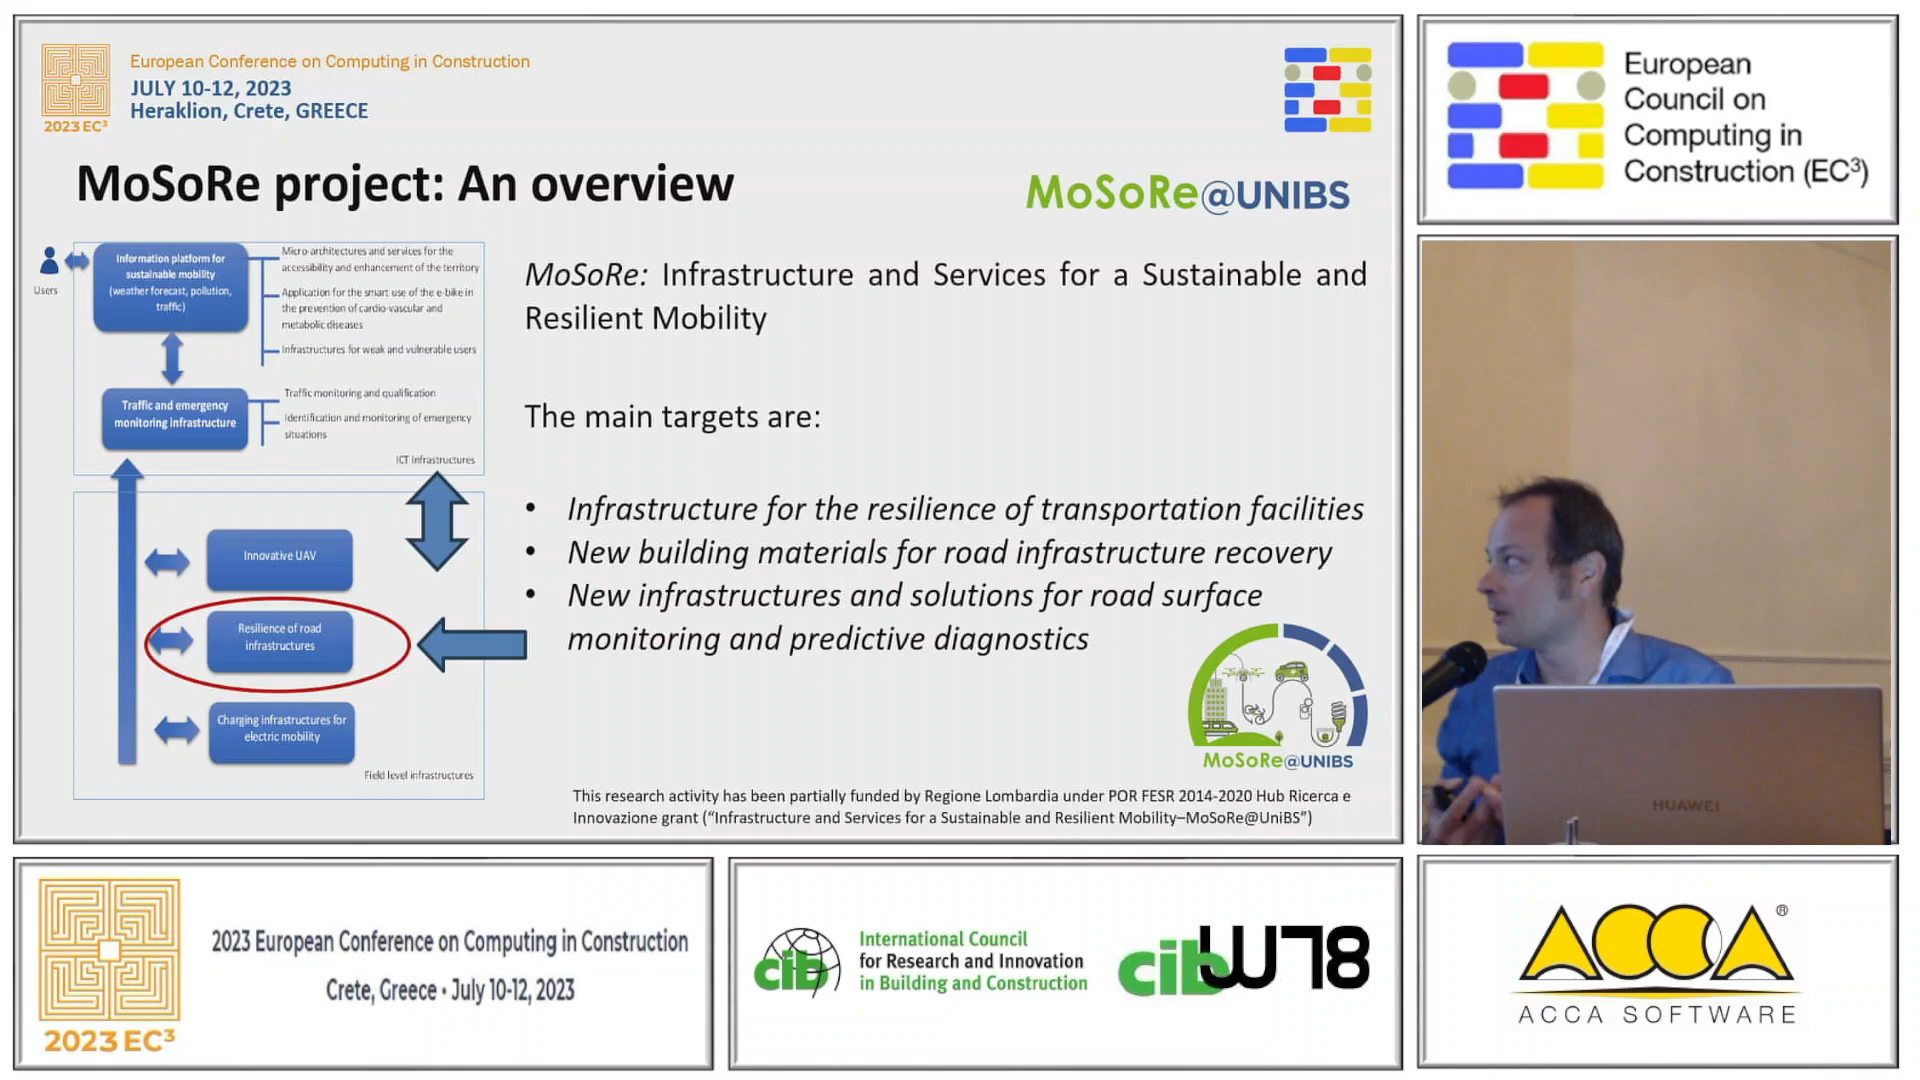 European Conference on Computing in Construction
JULY 10-12, 2023
Heraklion, Crete, GREECE
2023 EC³
MoSoRe project: An overview
MoSoRe@UNIBS
Users
Information platform for
sustainable mobility
(weather forecast, pollution,
traffic)
Micro-architectures and services for the
accessibility and enhancement of the territory
Application for the smart use of the e-bike in
the prevention of cardio-vascular and
metabolic diseases
Infrastructures for weak and vulnerable users
Traffic and emergency
monitoring infrastructure
Traffic monitoring and qualification
Identification and monitoring of emergency
situations
ICT infrastructures
Innovative UAV
Resilience of road
infrastructures
Charging infrastructures for
electric mobility
Field level infrastructures
MoSoRe: Infrastructure and Services for a Sustainable and
Resilient Mobility
The main targets are:
• Infrastructure for the resilience of transportation facilities
• New building materials for road infrastructure recovery
• New infrastructures and solutions for road surface
monitoring and predictive diagnostics
MoSoRe@UNIBS
This research activity has been partially funded by Regione Lombardia under POR FESR 2014-2020 Hub Ricerca e
Innovazione grant (“Infrastructure and Services for a Sustainable and Resilient Mobility–MoSoRe@UniBS”)
European
Council on
Computing in
Construction (EC³)
HUAWEI
2023 EC³
2023 European Conference on Computing in Construction
Crete, Greece • July 10-12, 2023
cib
International Council
for Research and Innovation
in Building and Construction
cib W78
ACCA ®
ACCA SOFTWARE